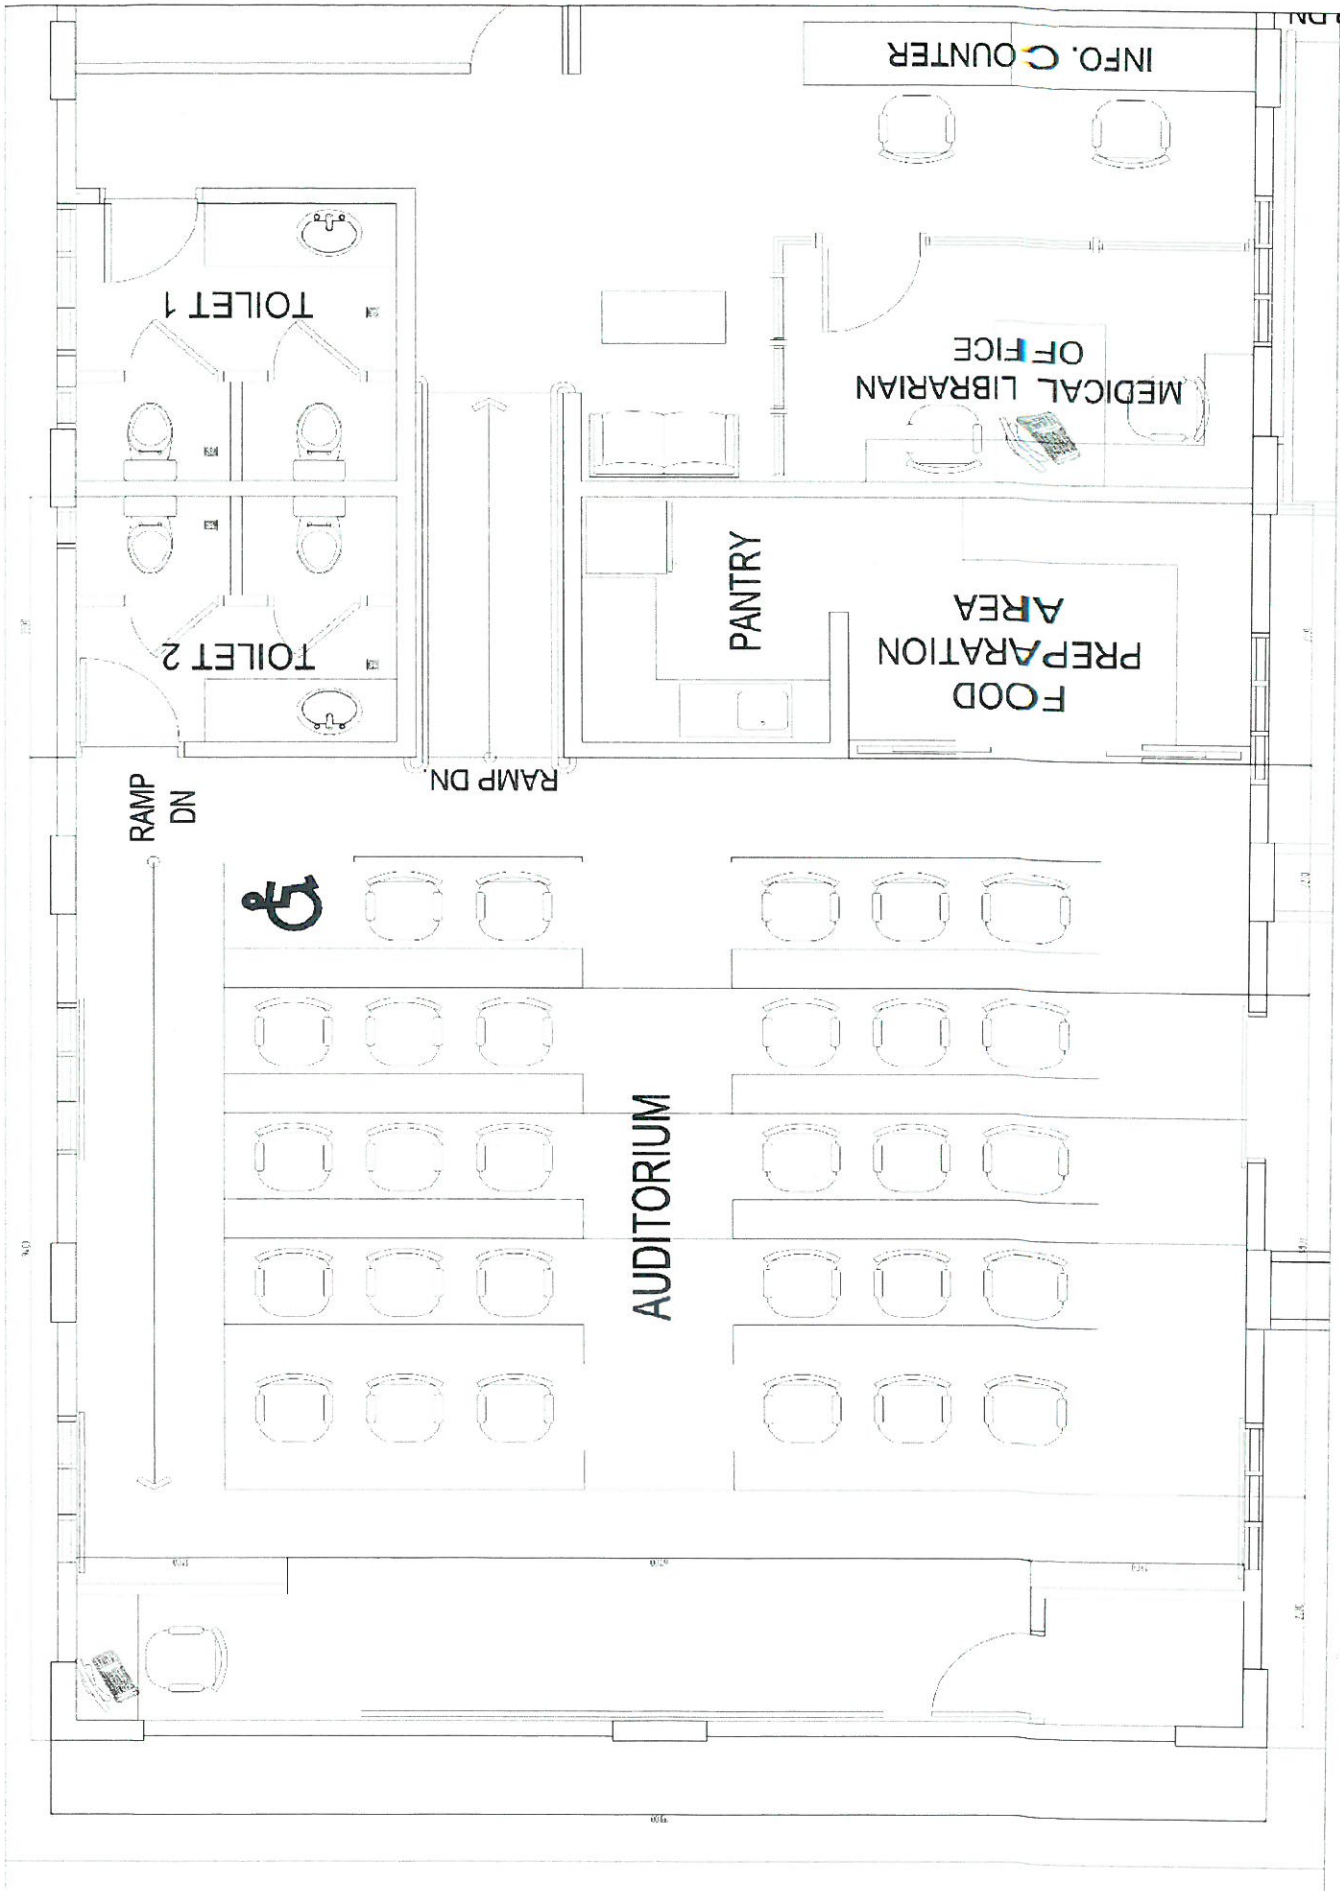 INFO. COUNTER
TOILET 1
MEDICAL LIBRARIAN
OFFICE
PANTRY
FOOD
PREPARATION
AREA
TOILET 2
RAMP DN.
RAMP
DN
AUDITORIUM